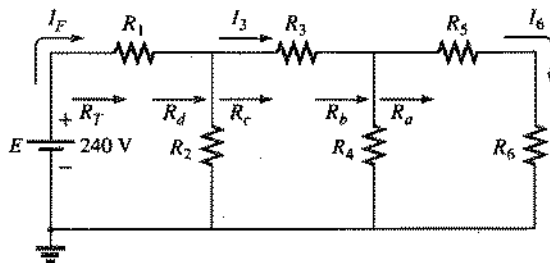 I_F R_1 I_3 R_3 R_5 I_6
R_T R_d R_c R_b R_a
+
E 240 V R_2 R_4 R_6
−